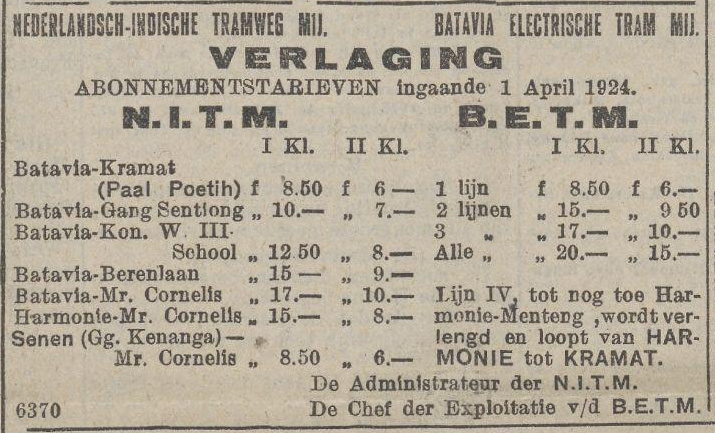 NEDERLANDSCH-INDISCHE TRAMWEG MIJ. BATAVIA ELECTRISCHE TRAM MIJ.
VERLAGING
ABONNEMENTSTARIEVEN ingaande 1 April 1924.
N.I.T.M.
I Kl. II Kl.
Batavia-Kramat
(Paal Poetih) f 8.50 f 6 —
Batavia-Gang Sentiong „ 10.— „ 7.—
Batavia-Kon. W. III
School „ 12.50 „ 8.—
Batavia-Berenlaan „ 15 — „ 9.—
Batavia-Mr. Cornelis „ 17.— „ 10.—
Harmonie-Mr. Cornelis „ 15.— „ 8.—
Senen (Gg. Kenanga) —
Mr. Cornelis „ 8.50 „ 6.—
B.E.T.M.
I Kl. II Kl.
1 lijn f 8.50 f 6.—
2 lijnen „ 15.— „ 9 50
3 „ „ 17.— „ 10.—
Alle „ „ 20.— „ 15.—
Lijn IV, tot nog toe Har-
monie-Menteng ,wordt ver-
lengd en loopt van HAR-
MONIE tot KRAMAT.
De Administrateur der N.I.T.M.
6370 De Chef der Exploitatie v/d B.E.T.M.